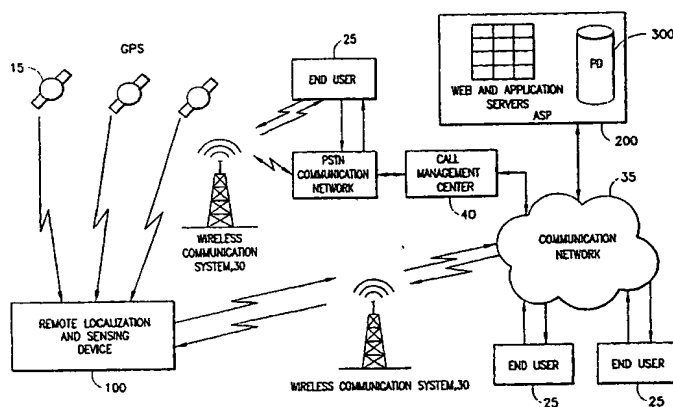 GPS
15
25
END USER
300
PD
WEB AND APPLICATION
SERVERS
ASP
200
PSTN
COMMUNICATION
NETWORK
CALL
MANAGEMENT
CENTER
40
35
COMMUNICATION
NETWORK
WIRELESS
COMMUNICATION
SYSTEM,30
REMOTE LOCALIZATION
AND SENSING
DEVICE
100
WIRELESS COMMUNICATION SYSTEM,30
END USER
25
END USER
25